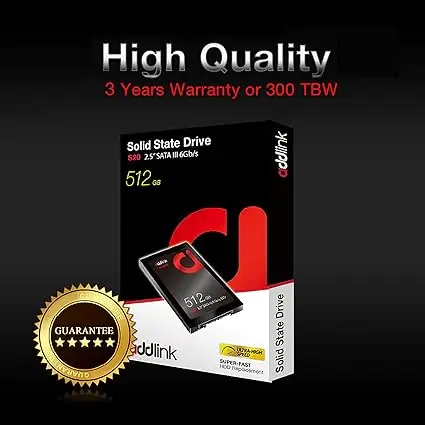 High Quality
3 Years Warranty or 300 TBW
Solid State Drive
S20 2.5" SATA III 6Gb/s
512 GB
addlink
addlink
512 GB
GUARANTEE
addlink
ULTRA-HIGH
SPEED
SUPER-FAST
HDD Replacement
Solid State Drive